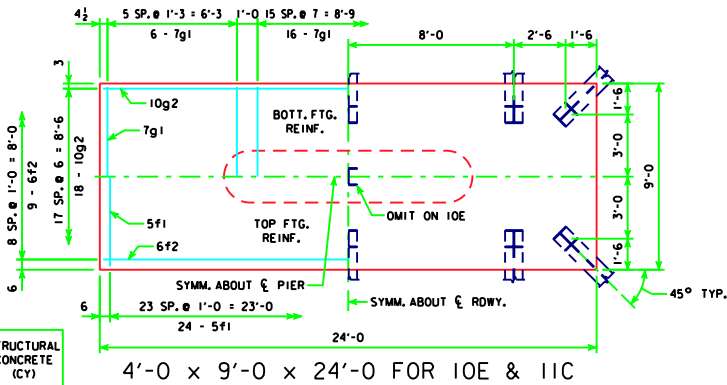 4½
5 SP. @ 1'-3 = 6'-3
1'-0
15 SP. @ 7 = 8'-9
6 - 7g1
16 - 7g1
8'-0
2'-6
1'-6
3
10g2
7g1
BOTT. FTG.
REINF.
17 SP. @ 6 = 8'-6
18 - 10g2
8 SP. @ 1'-0 = 8'-0
9 - 6f2
1'-6
3'-0
9'-0
3'-0
1'-6
OMIT ON 10E
5f1
6f2
TOP FTG.
REINF.
SYMM. ABOUT ℄ PIER
6
6
23 SP. @ 1'-0 = 23'-0
24 - 5f1
SYMM. ABOUT ℄ RDWY.
45° TYP.
24'-0
RUCTURAL
ONCRETE
(CY)
4'-0 x 9'-0 x 24'-0 FOR 10E & 11C